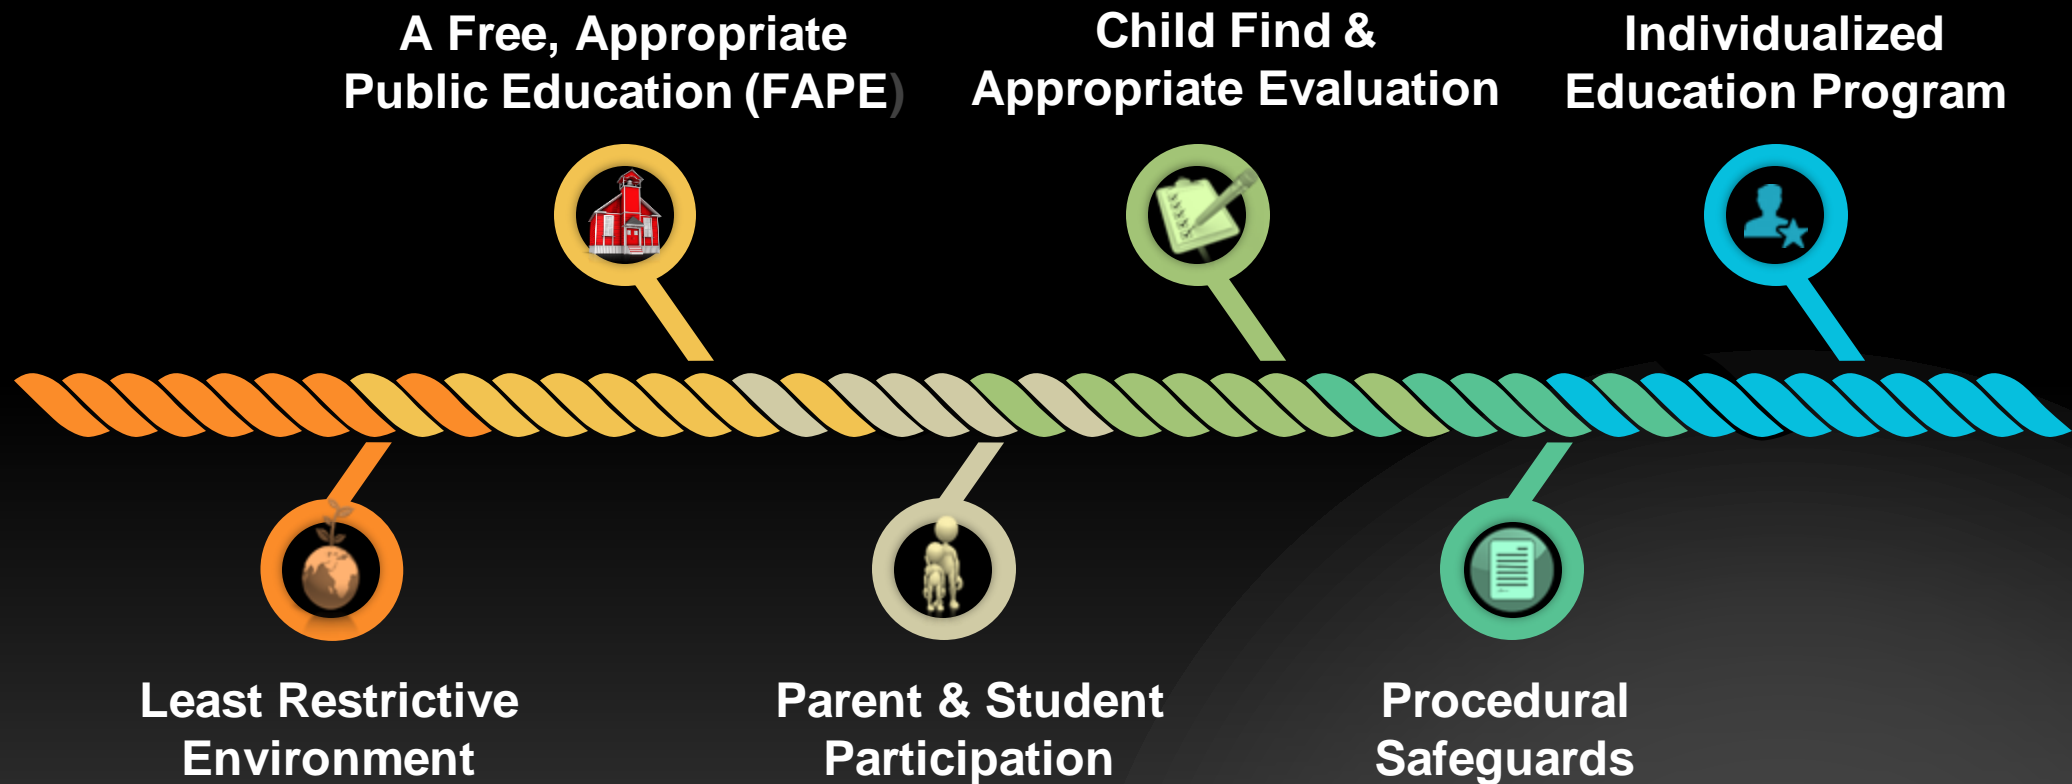 A Free, Appropriate
Public Education (FAPE)
Child Find &
Appropriate Evaluation
Individualized
Education Program
Least Restrictive
Environment
Parent & Student
Participation
Procedural
Safeguards